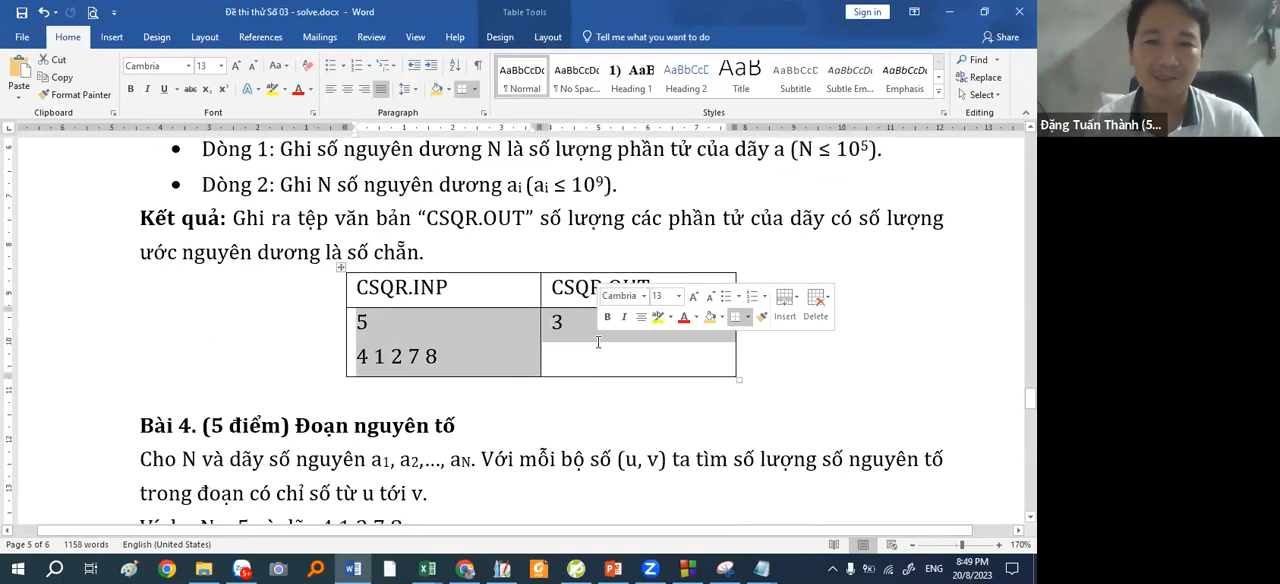 Đề thi thử Số 03 - solve.docx - Word
Table Tools
Sign in
File
Home
Insert
Design
Layout
References
Mailings
Review
View
Help
Design
Layout
Tell me what you want to do
Share
Paste
Cut
Copy
Format Painter
Clipboard
Cambria
13
Font
Paragraph
AaBbCcDc
¶ Normal
AaBbCcDc
¶ No Spac...
1) AaB
Heading 1
AaBbCcDc
Heading 2
AaB
Title
AaBbCcD
Subtitle
AaBbCcDc
Subtle Em...
AaBbCcDc
Emphasis
Styles
Find
Replace
Select
Editing
Đặng Tuấn Thành (5...
• Dòng 1: Ghi số nguyên dương N là số lượng phần tử của dãy a (N ≤ 10⁵).
• Dòng 2: Ghi N số nguyên dương aᵢ (aᵢ ≤ 10⁹).
Kết quả: Ghi ra tệp văn bản “CSQR.OUT” số lượng các phần tử của dãy có số lượng
ước nguyên dương là số chẵn.
CSQR.INP
CSQR.OUT
5
4 1 2 7 8
3
Cambria
13
Insert
Delete
Bài 4. (5 điểm) Đoạn nguyên tố
Cho N và dãy số nguyên a₁, a₂,..., aN. Với mỗi bộ số (u, v) ta tìm số lượng số nguyên tố
trong đoạn có chỉ số từ u tới v.
Page 5 of 6
1158 words
English (United States)
170%
ENG
8:49 PM
20/8/2023